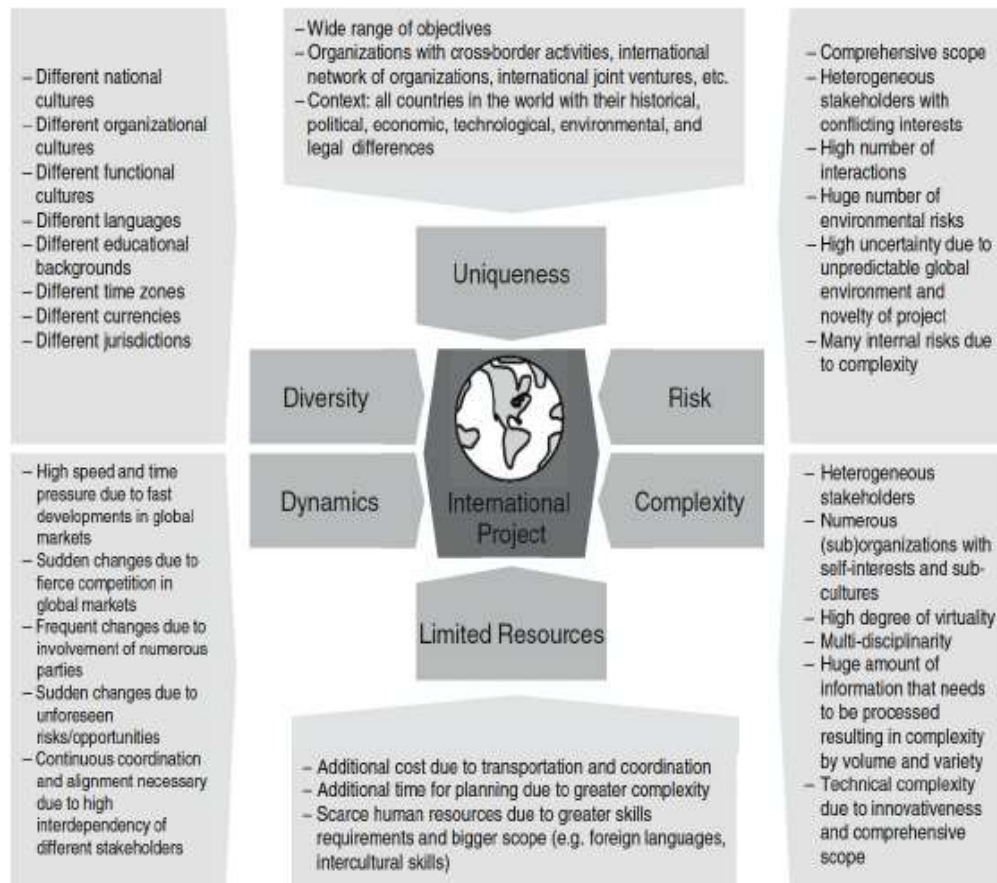 – Wide range of objectives
– Organizations with cross-border activities, international
network of organizations, international joint ventures, etc.
– Context: all countries in the world with their historical,
political, economic, technological, environmental, and
legal differences
– Different national
cultures
– Different organizational
cultures
– Different functional
cultures
– Different languages
– Different educational
backgrounds
– Different time zones
– Different currencies
– Different jurisdictions
– Comprehensive scope
– Heterogeneous
stakeholders with
conflicting interests
– High number of
interactions
– Huge number of
environmental risks
– High uncertainty due to
unpredictable global
environment and
novelty of project
– Many internal risks due
to complexity
Uniqueness
Diversity
Risk
Dynamics
International
Project
Complexity
Limited Resources
– High speed and time
pressure due to fast
developments in global
markets
– Sudden changes due to
fierce competition in
global markets
– Frequent changes due to
involvement of numerous
parties
– Sudden changes due to
unforeseen
risks/opportunities
– Continuous coordination
and alignment necessary
due to high
interdependency of
different stakeholders
– Heterogeneous
stakeholders
– Numerous
(sub)organizations with
self-interests and sub-
cultures
– High degree of virtuality
– Multi-disciplinarity
– Huge amount of
information that needs
to be processed
resulting in complexity
by volume and variety
– Technical complexity
due to innovativeness
and comprehensive
scope
– Additional cost due to transportation and coordination
– Additional time for planning due to greater complexity
– Scarce human resources due to greater skills
requirements and bigger scope (e.g. foreign languages,
intercultural skills)